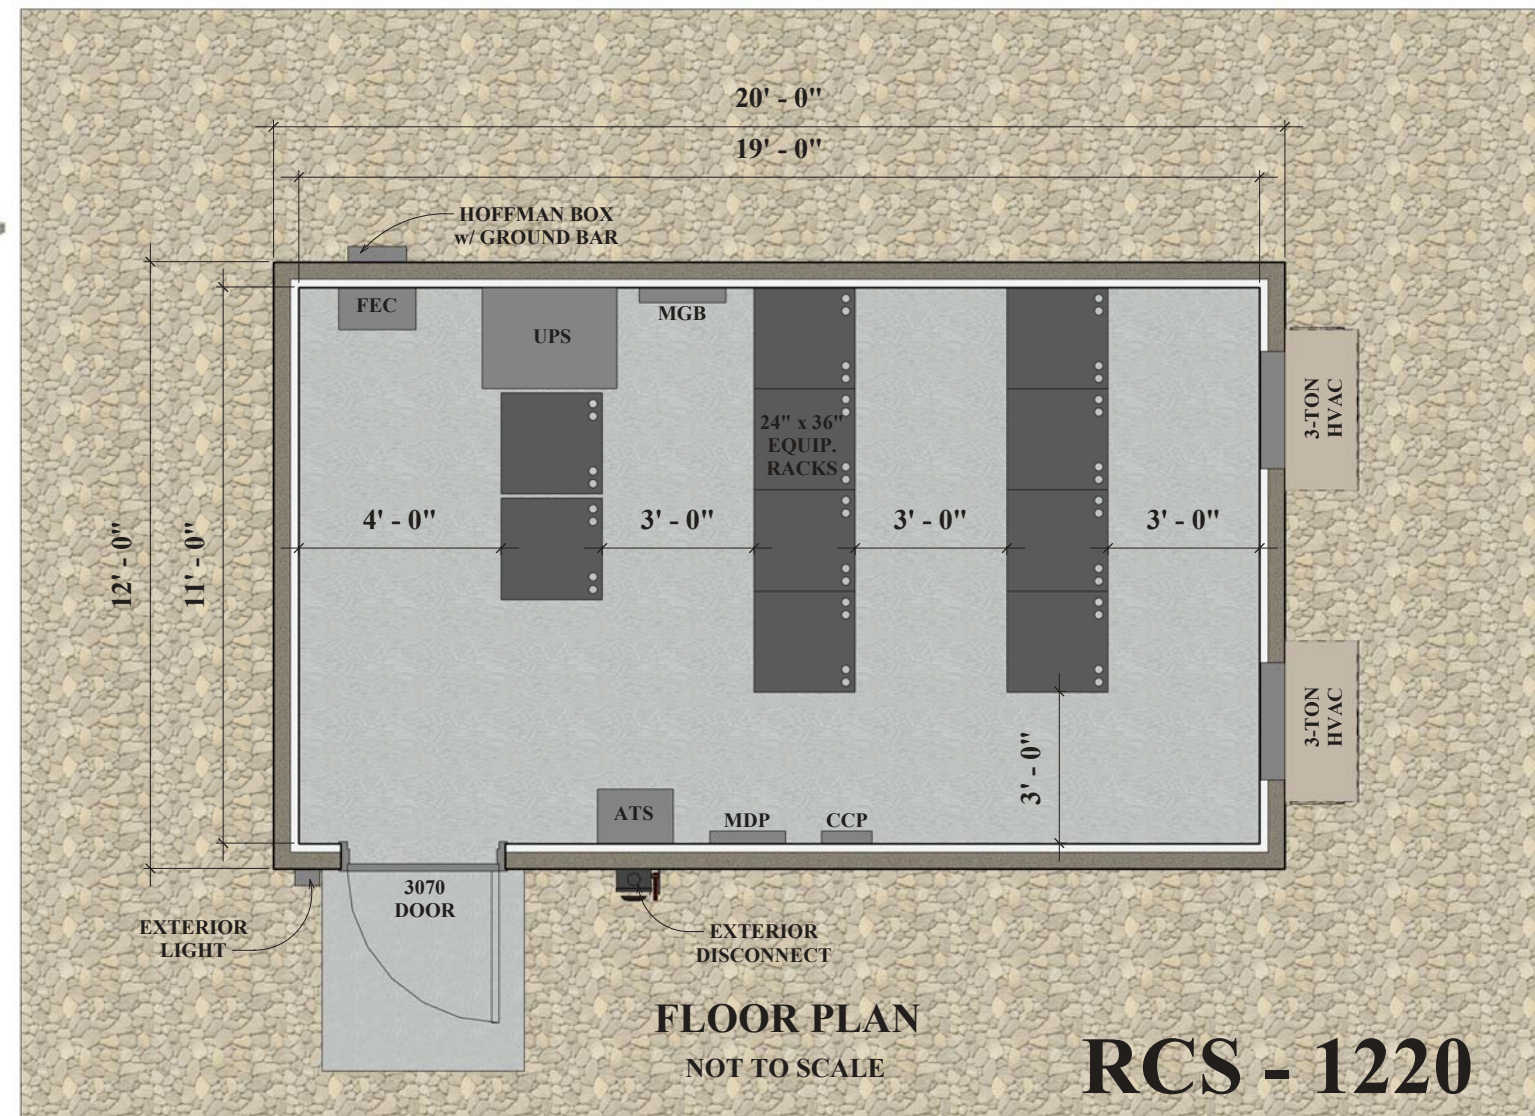 20' - 0"
19' - 0"
HOFFMAN BOX
w/ GROUND BAR
FEC
UPS
MGB
24" x 36"
EQUIP.
RACKS
3-TON
HVAC
12' - 0"
11' - 0"
4' - 0"
3' - 0"
3' - 0"
3' - 0"
3' - 0"
3-TON
HVAC
ATS
MDP
CCP
3070
DOOR
EXTERIOR
LIGHT
EXTERIOR
DISCONNECT
FLOOR PLAN
NOT TO SCALE
RCS - 1220